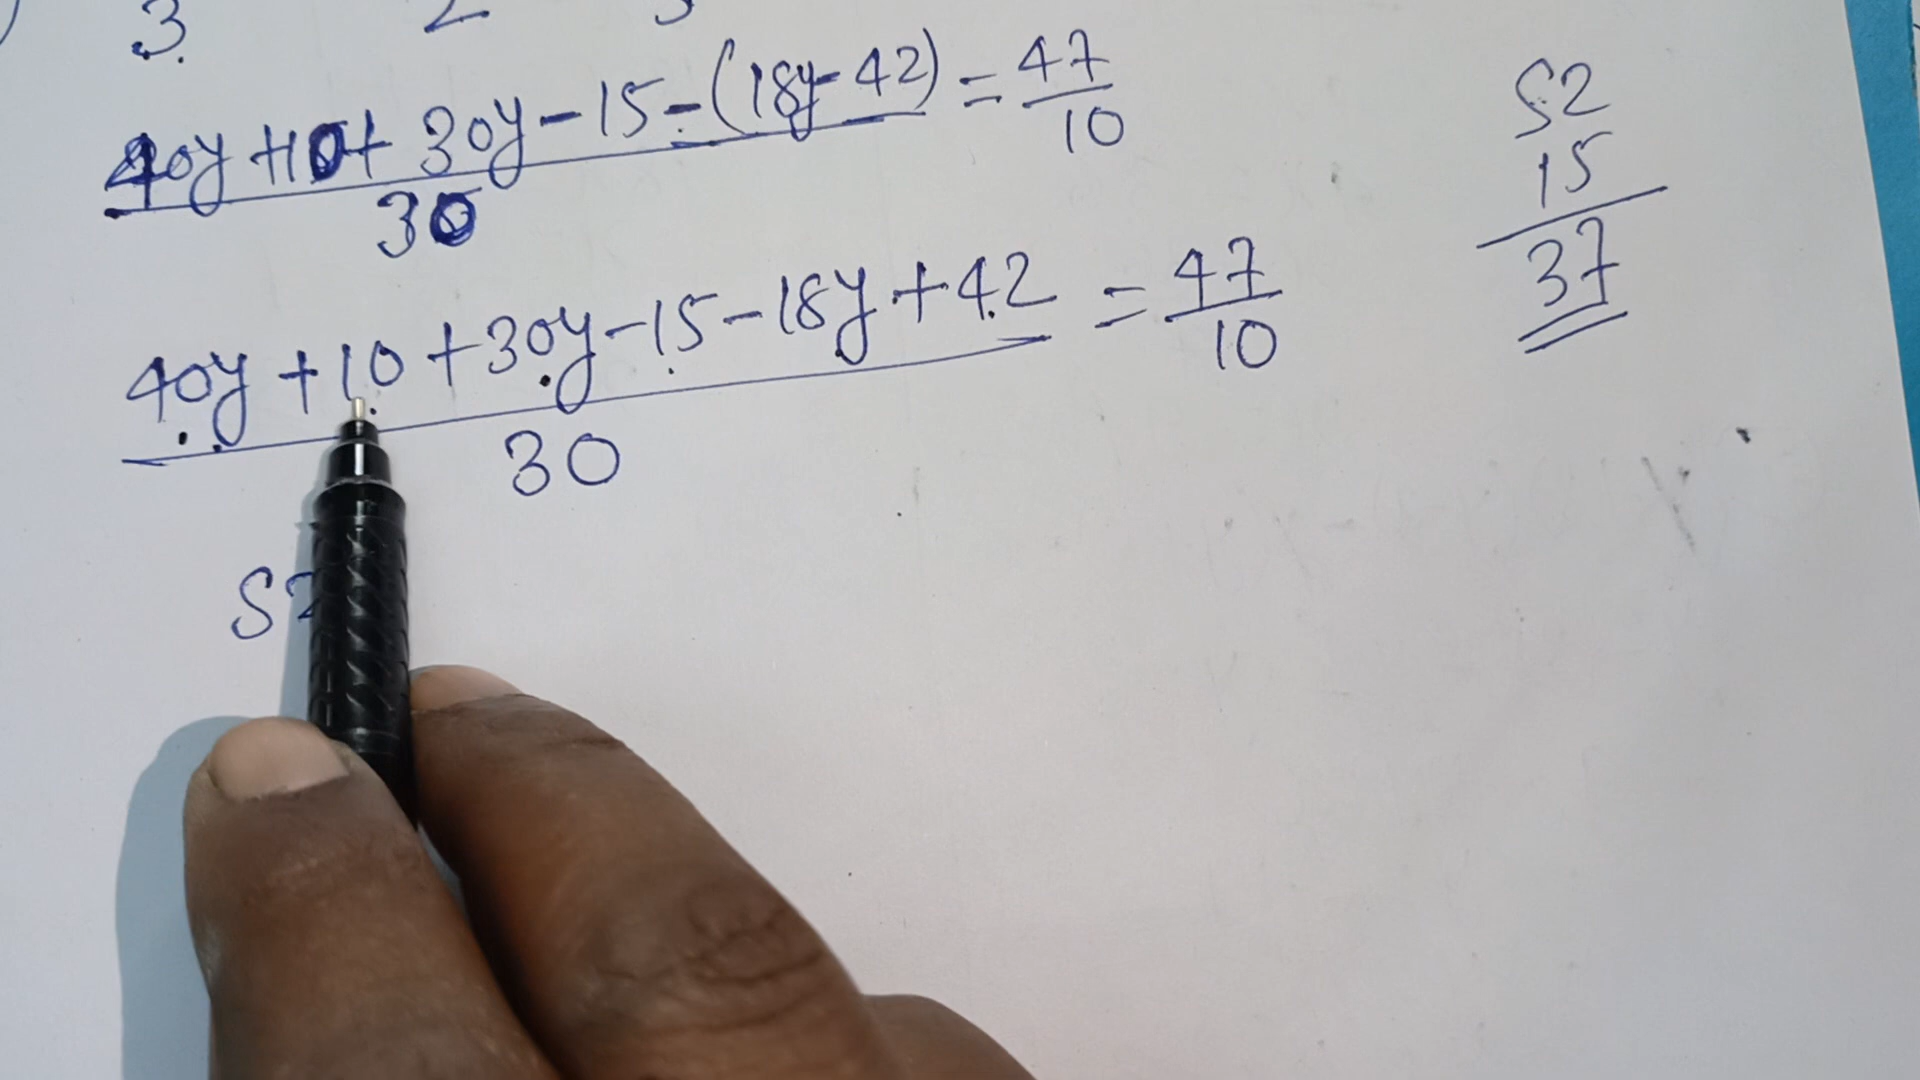 3 2 5
40y + 10 + 30y - 15 - (18y - 42) = 47/10
30
40y + 10 + 30y - 15 - 18y + 42 = 47/10
30
52
52
15
37